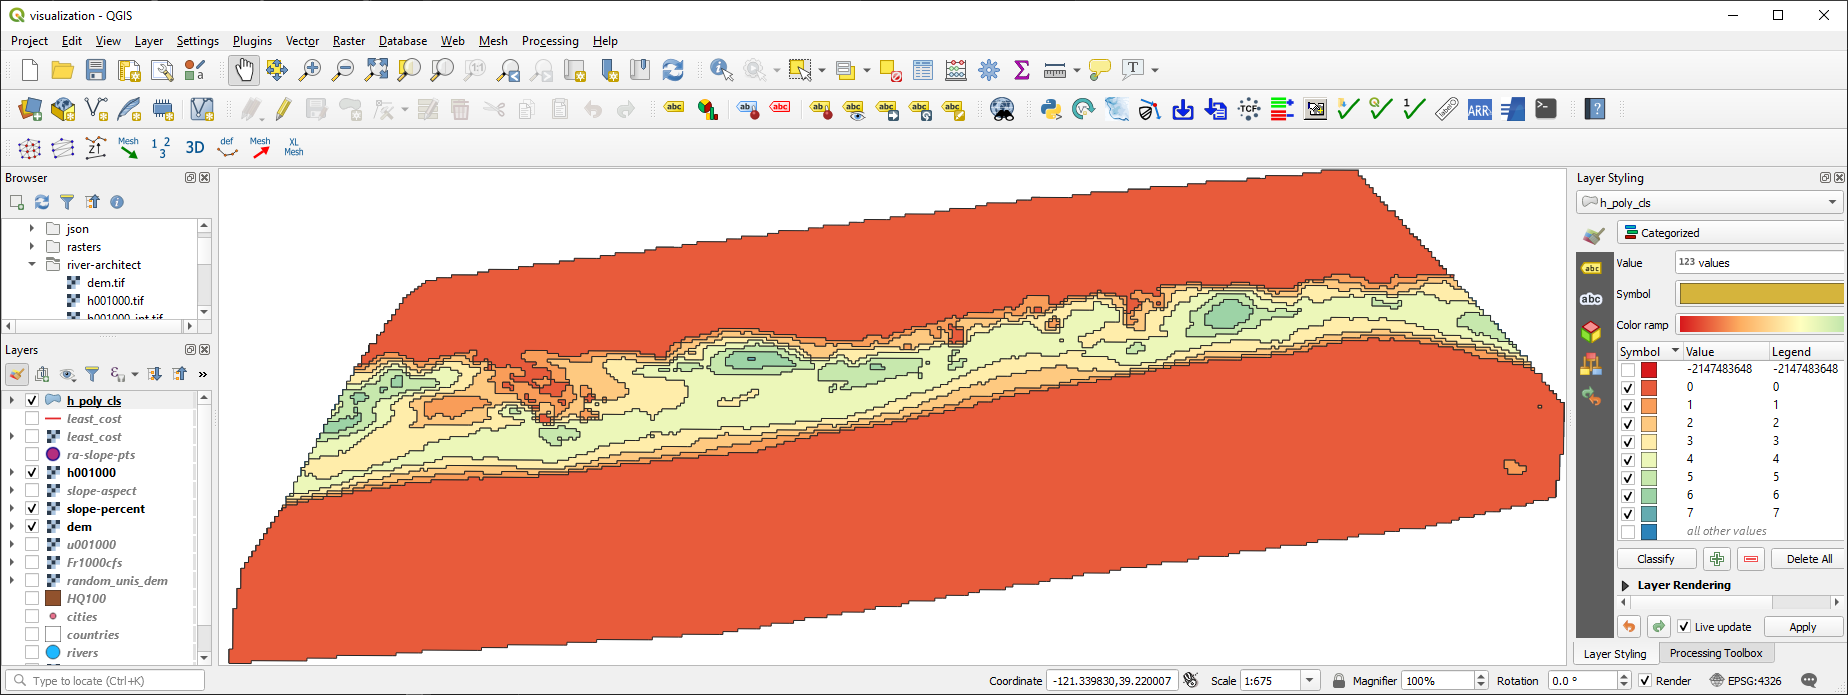 visualization - QGIS
Project Edit View Layer Settings Plugins Vector Raster Database Web Mesh Processing Help
Mesh 1 2 3 3D def Mesh XL Mesh
Browser
json
rasters
river-architect
dem.tif
h001000.tif
h001000_int.tif
Layers
h_poly_cls
least_cost
least_cost
ra-slope-pts
h001000
slope-aspect
slope-percent
dem
u001000
Fr1000cfs
random_unis_dem
HQ100
cities
countries
rivers
Layer Styling
h_poly_cls
Categorized
Value 123 values
Symbol
Color ramp
Symbol Value Legend
-2147483648 -2147483648
0 0
1 1
2 2
3 3
4 4
5 5
6 6
7 7
all other values
Classify Delete All
Layer Rendering
Live update Apply
Layer Styling Processing Toolbox
Type to locate (Ctrl+K) Coordinate -121.339830,39.220007 Scale 1:675 Magnifier 100% Rotation 0.0 ° Render EPSG:4326